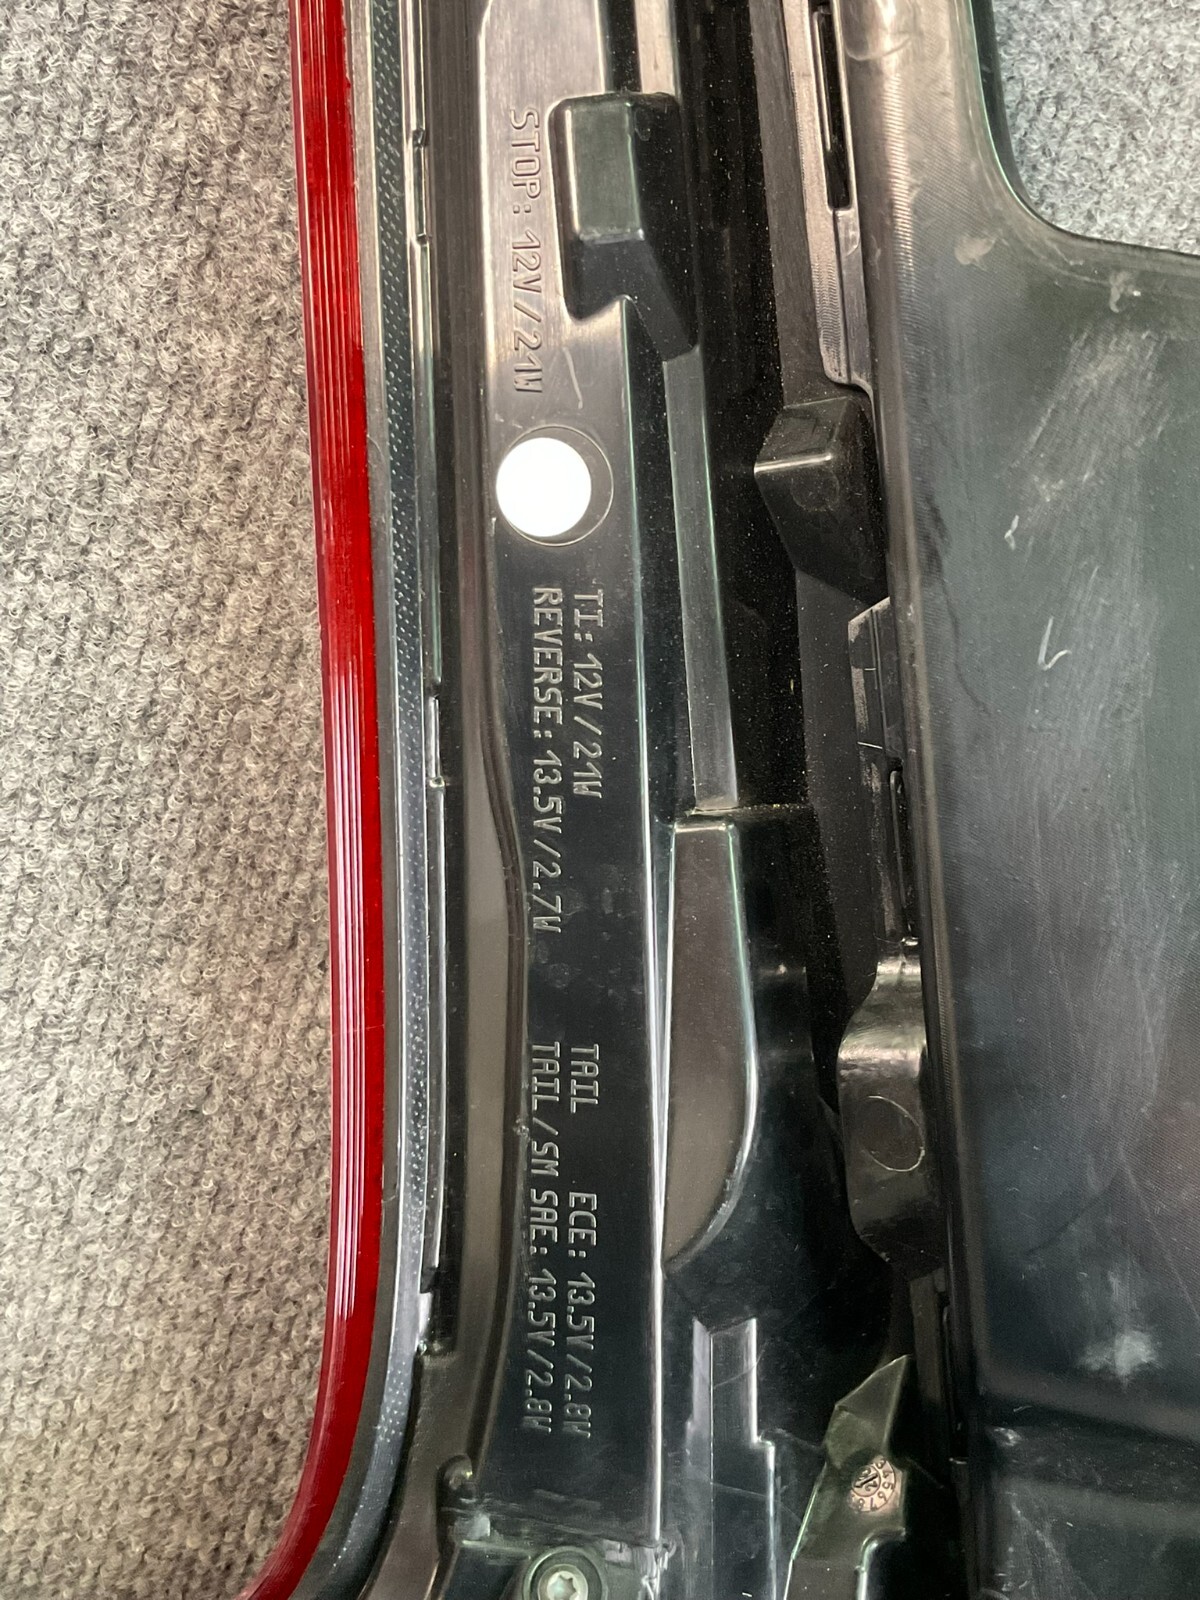 STOP: 12V/21W
TI: 12V/21W
REVERSE: 13.5V/2.7W
TAIL ECE: 13.5V/2.8W
TAIL/SM SAE: 13.5V/2.8W